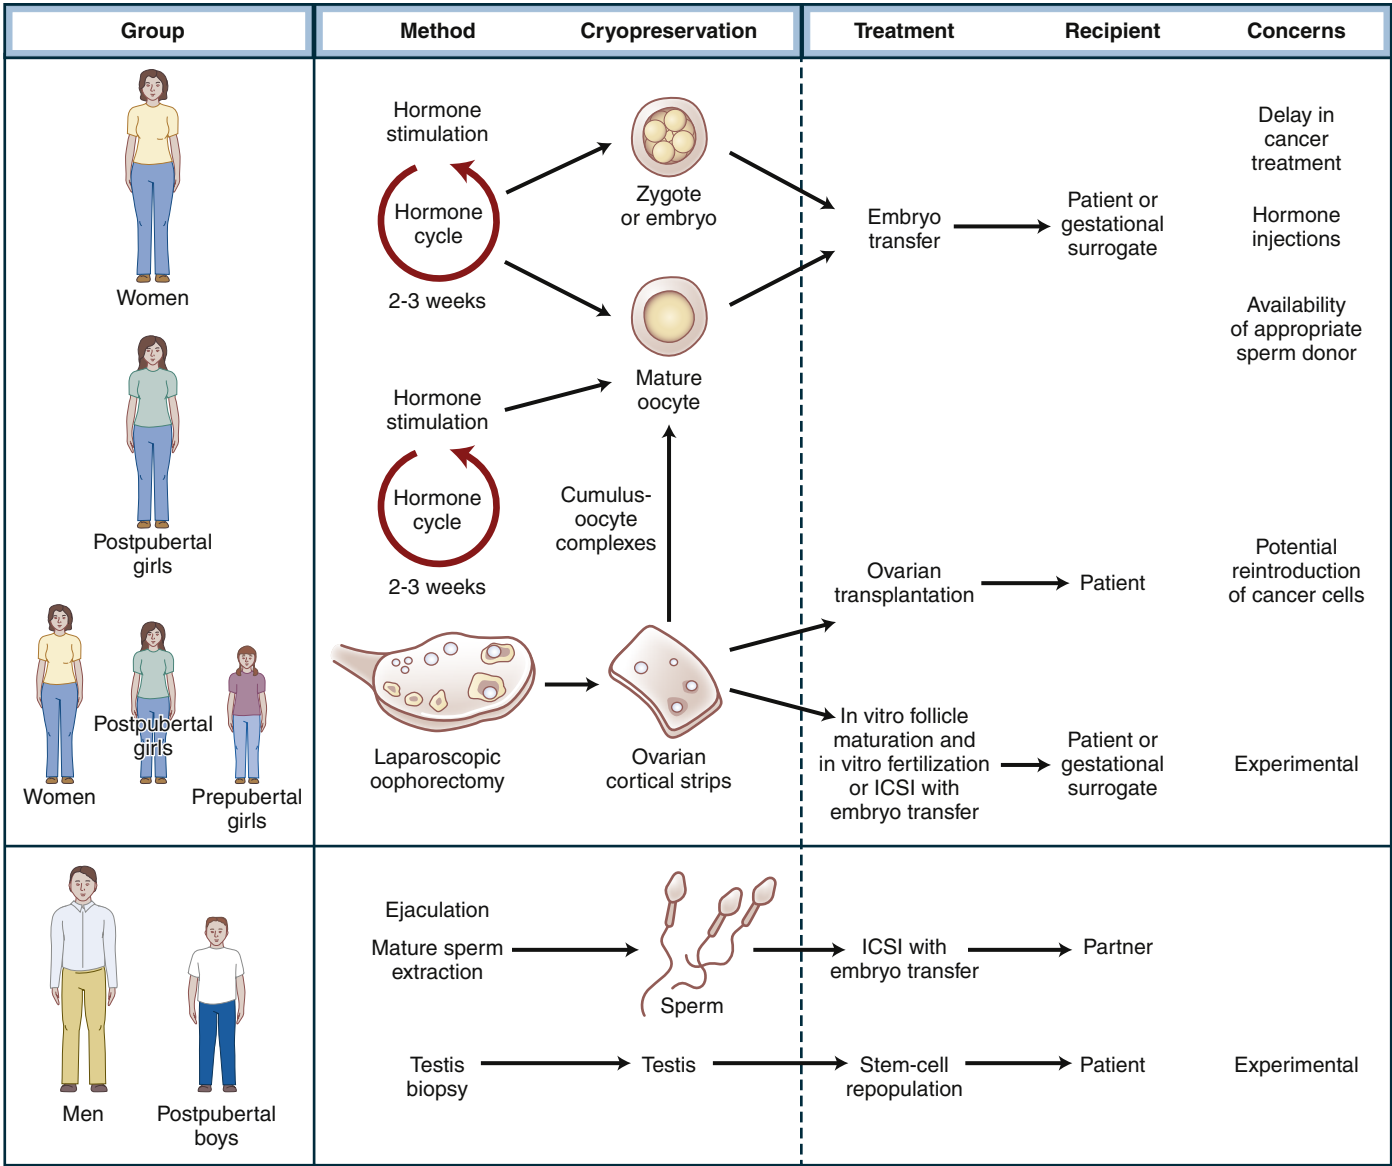 Group
Method
Cryopreservation
Treatment
Recipient
Concerns
Women
Hormone
stimulation
Hormone
cycle
2-3 weeks
Zygote
or embryo
Mature
oocyte
Embryo
transfer
Patient or
gestational
surrogate
Delay in
cancer
treatment
Hormone
injections
Availability
of appropriate
sperm donor
Postpubertal
girls
Hormone
stimulation
Hormone
cycle
2-3 weeks
Cumulus-
oocyte
complexes
Women
Postpubertal
girls
Prepubertal
girls
Laparoscopic
oophorectomy
Ovarian
cortical strips
Ovarian
transplantation
Patient
Potential
reintroduction
of cancer cells
In vitro follicle
maturation and
in vitro fertilization
or ICSI with
embryo transfer
Patient or
gestational
surrogate
Experimental
Men
Postpubertal
boys
Ejaculation
Mature sperm
extraction
Sperm
ICSI with
embryo transfer
Partner
Testis
biopsy
Testis
Stem-cell
repopulation
Patient
Experimental